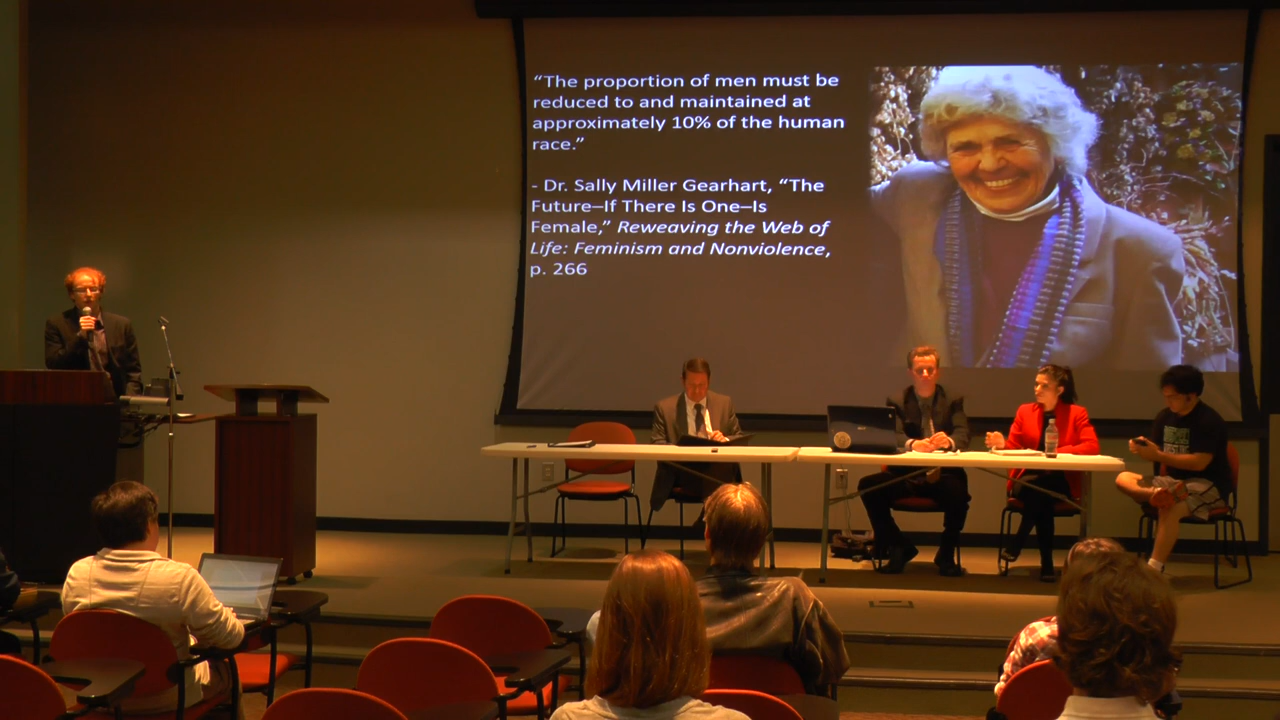 “The proportion of men must be
reduced to and maintained at
approximately 10% of the human
race.”
- Dr. Sally Miller Gearhart, “The
Future—If There Is One—Is
Female,” Reweaving the Web of
Life: Feminism and Nonviolence,
p. 266